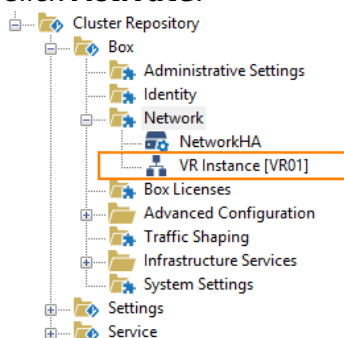 Cluster Repository
Box
Administrative Settings
Identity
Network
NetworkHA
VR Instance [VR01]
Box Licenses
Advanced Configuration
Traffic Shaping
Infrastructure Services
System Settings
Settings
Service